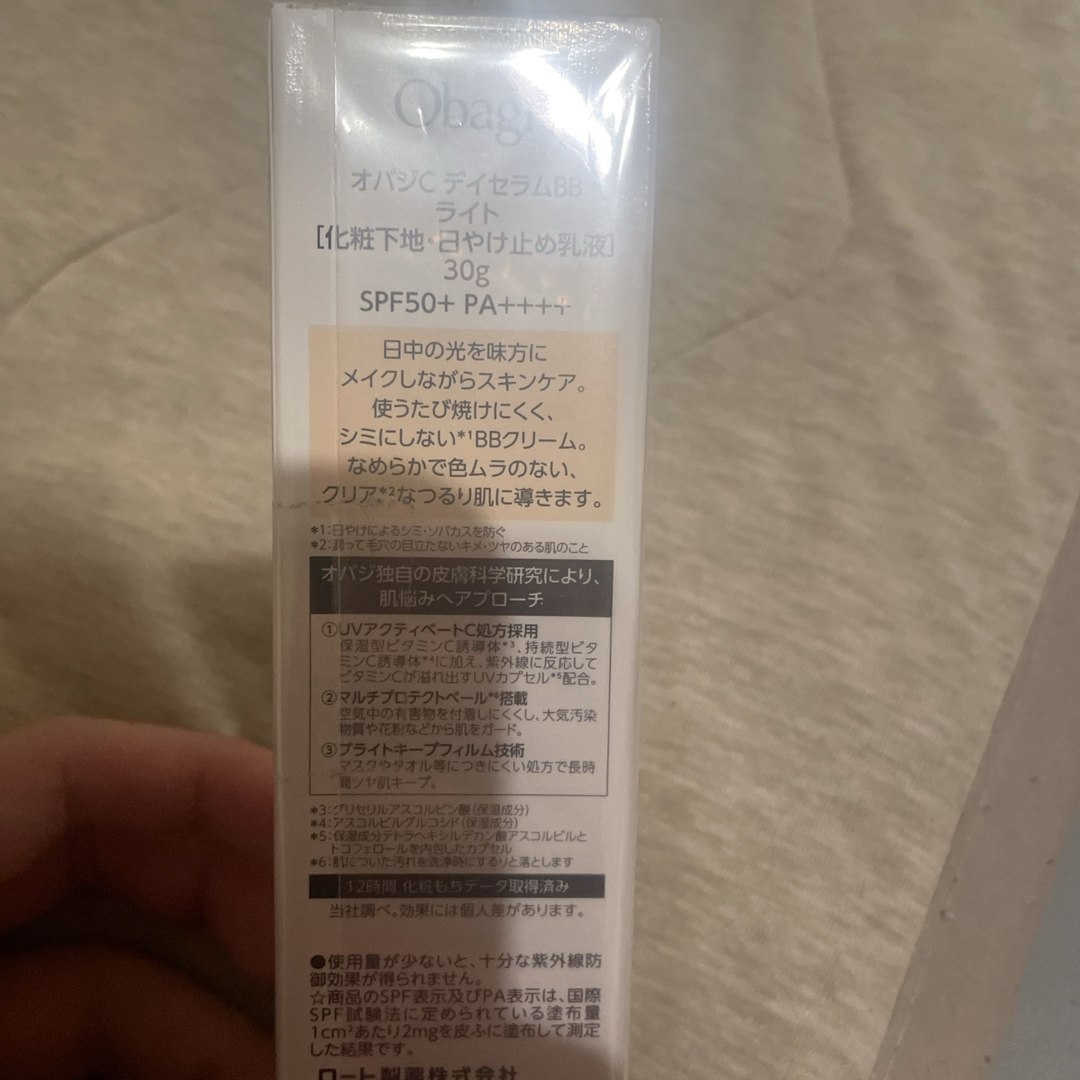 Obagi
オバジC デイセラムBB
ライト
[化粧下地・日やけ止め乳液]
30g
SPF50+ PA++++
日中の光を味方に
メイクしながらスキンケア。
使うたび焼けにくく、
シミにしない*1BBクリーム。
なめらかで色ムラのない、
クリア*2なつるり肌に導きます。
*1:日やけによるシミ・ソバカスを防ぐ
*2:潤って毛穴の目立たないキメ・ツヤのある肌のこと
オバジ独自の皮膚科学研究により、
肌悩みへアプローチ
①UVアクティベートC処方採用
保湿型ビタミンC誘導体*3、持続型ビタ
ミンC誘導体*4に加え、紫外線に反応して
ビタミンCが溢れ出すUVカプセル*5配合。
②マルチプロテクトベール*6搭載
空気中の有害物を付着しにくくし、大気汚染
物質や花粉などから肌をガード。
③ブライトキープフィルム技術
マスクやタオル等につきにくい処方で長時
間ツヤ肌キープ。
*3:グリセリルアスコルビン酸(保湿成分)
*4:アスコルビルグルコシド(保湿成分)
*5:保湿成分テトラヘキシルデカン酸アスコルビルと
トコフェロールを内包したカプセル
*6:肌についた汚れを洗浄時にするりと落とします
12時間 化粧もちデータ取得済み
当社調べ。効果には個人差があります。
●使用量が少ないと、十分な紫外線防
御効果が得られません。
☆商品のSPF表示及びPA表示は、国際
SPF試験法に定められている塗布量
1cm²あたり2mgを皮ふに塗布して測定
した結果です。
ロート製薬株式会社